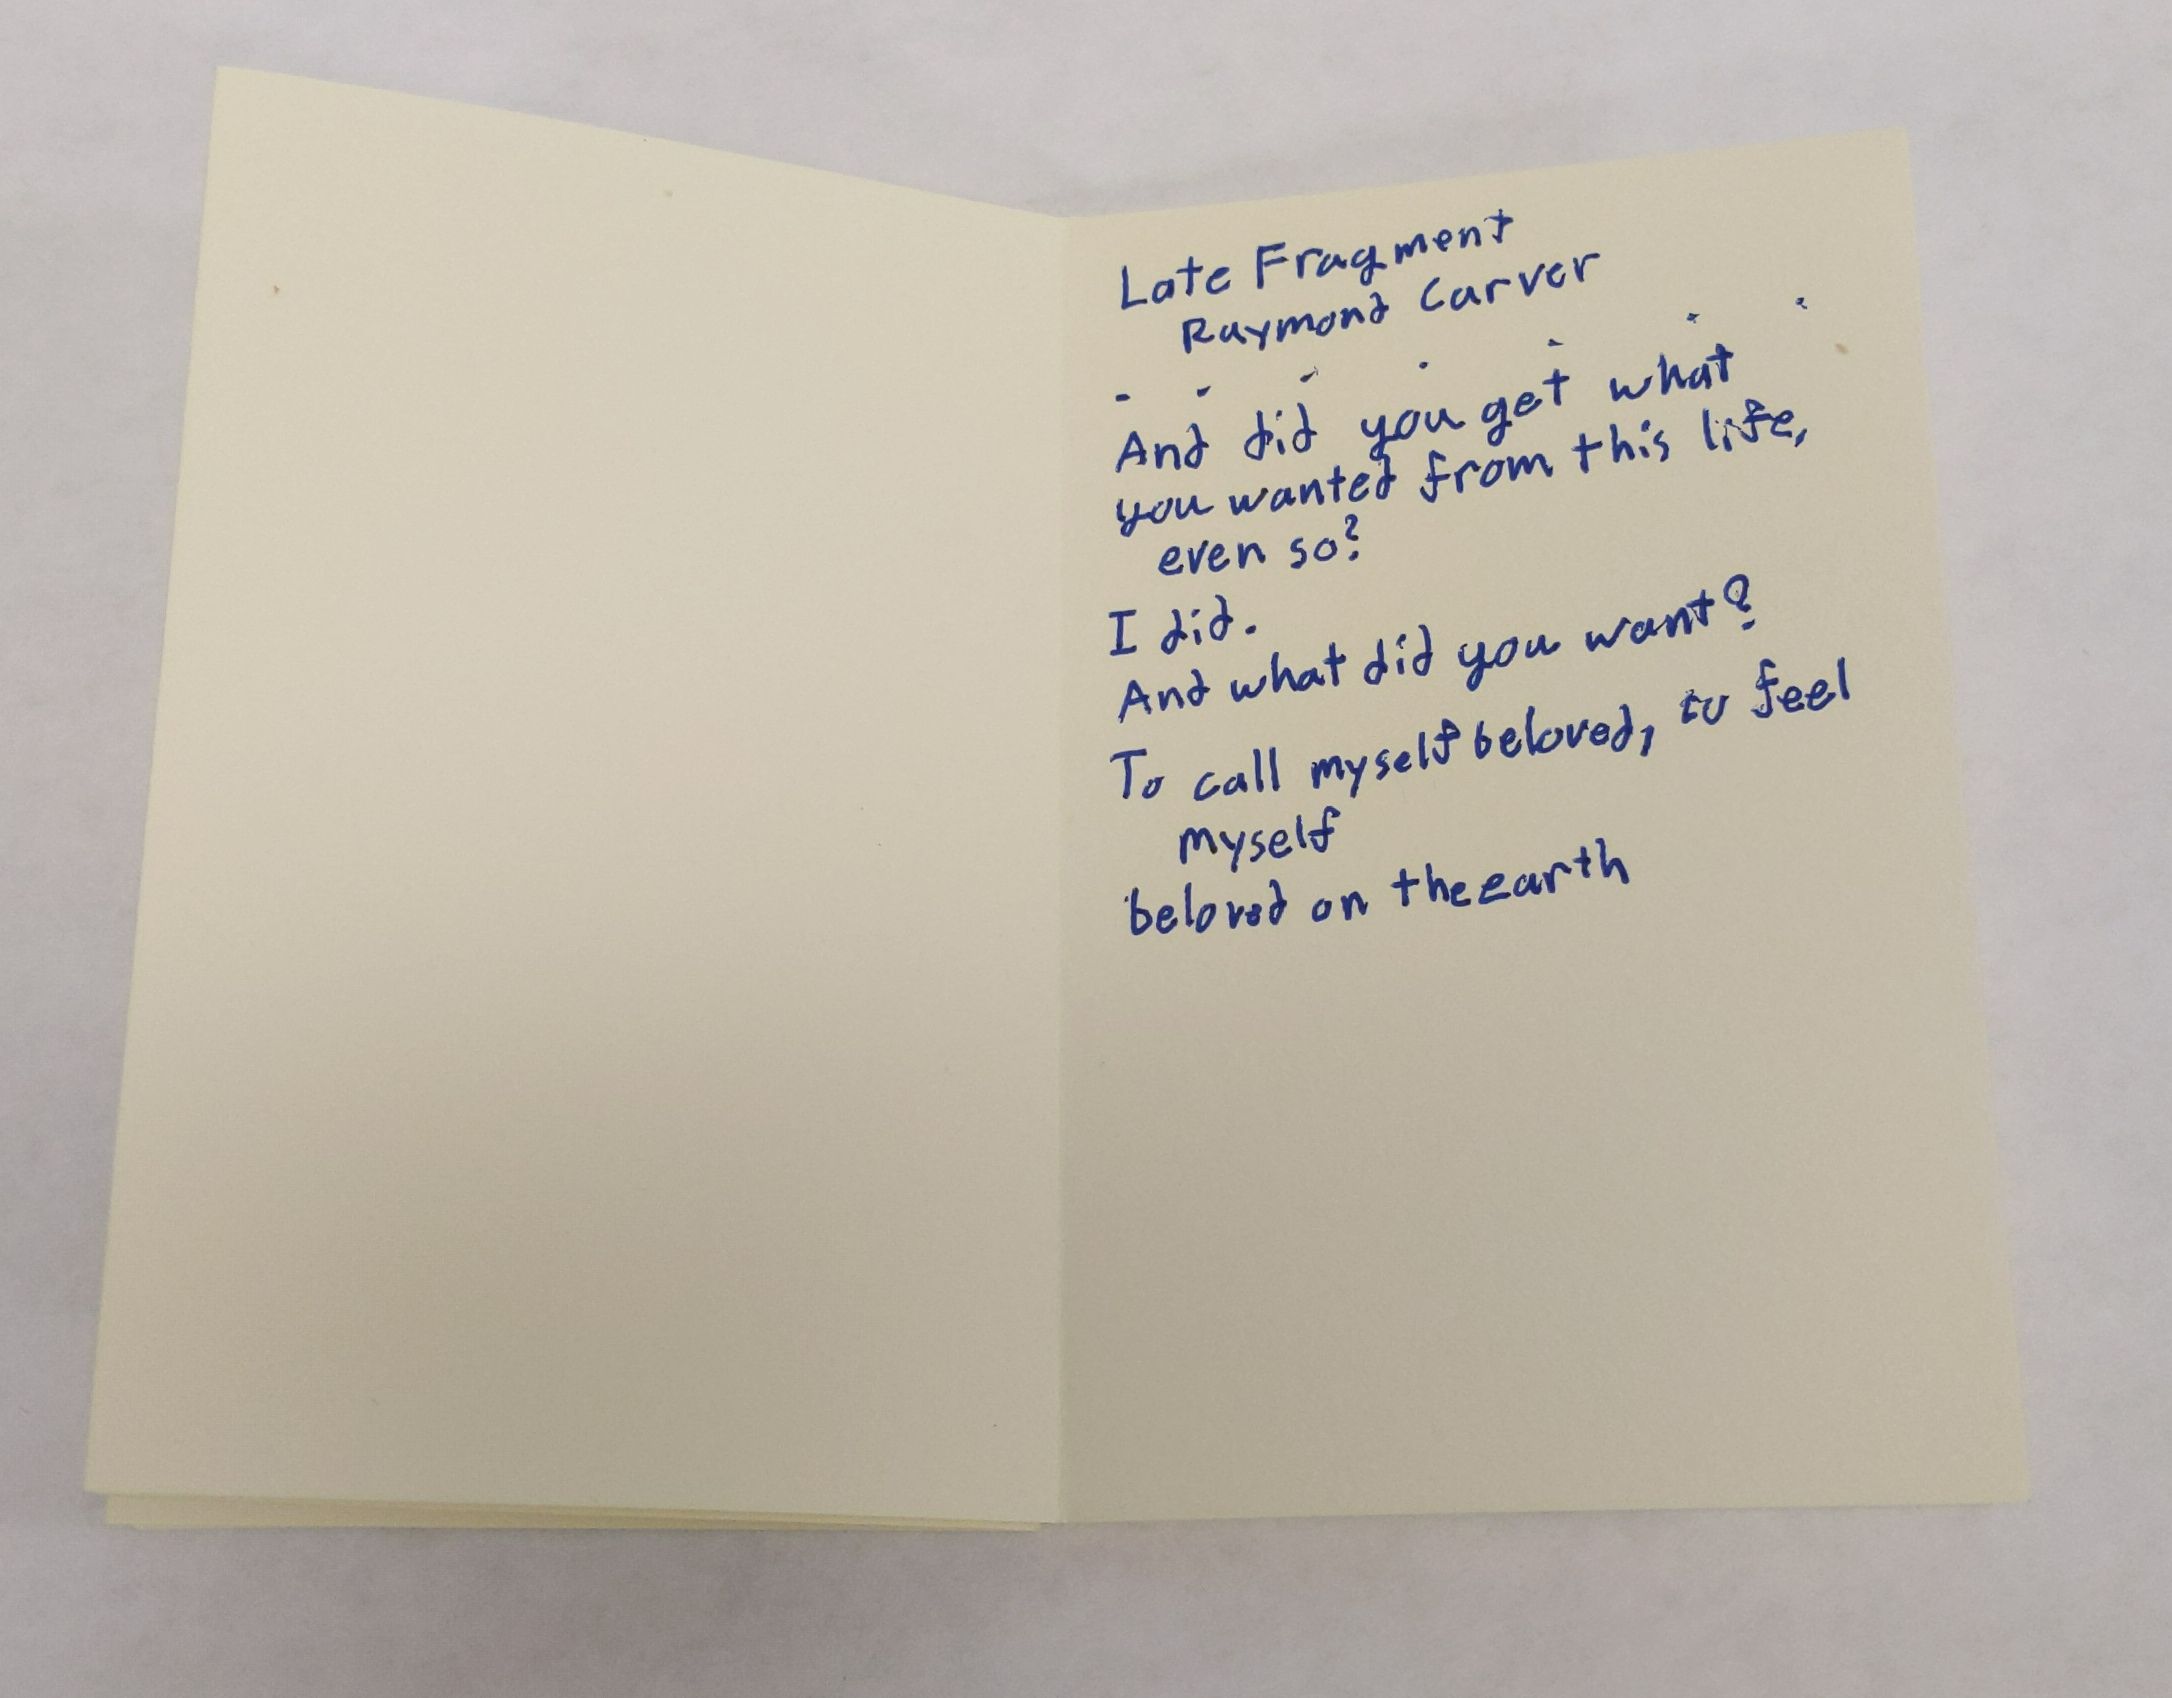 Late Fragment
Raymond Carver
- - - . - . .
And did you get what
you wanted from this life,
even so?
I did.
And what did you want?
To call myself beloved, to feel
myself
beloved on the earth